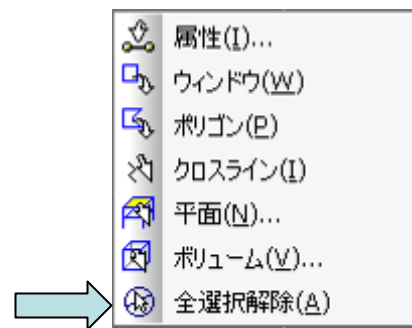 属性(I)...
ウィンドウ(W)
ポリゴン(P)
クロスライン(I)
平面(N)...
ボリューム(V)...
全選択解除(A)